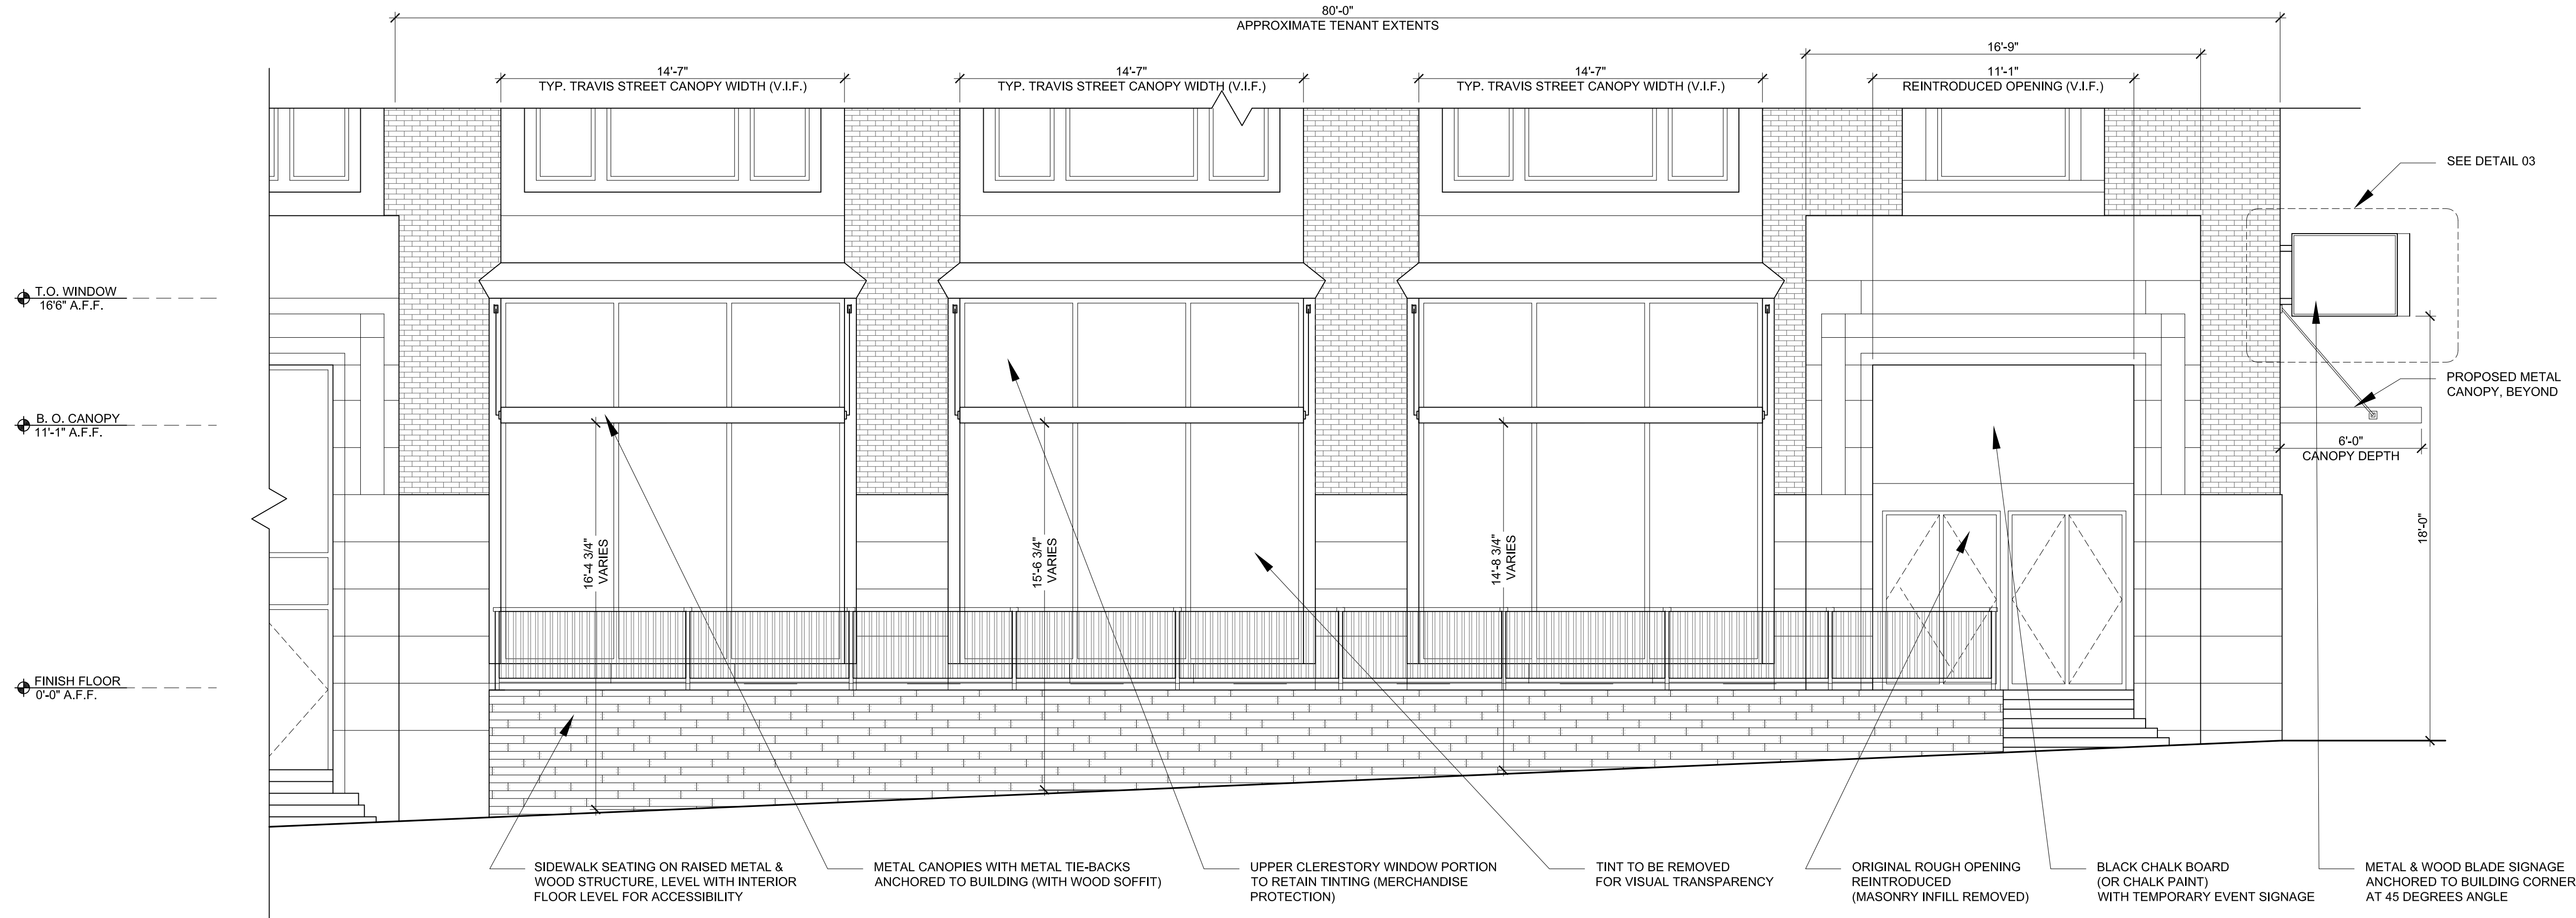 80'-0"
APPROXIMATE TENANT EXTENTS
16'-9"
14'-7"
TYP. TRAVIS STREET CANOPY WIDTH (V.I.F.)
14'-7"
TYP. TRAVIS STREET CANOPY WIDTH (V.I.F.)
14'-7"
TYP. TRAVIS STREET CANOPY WIDTH (V.I.F.)
11'-1"
REINTRODUCED OPENING (V.I.F.)
SEE DETAIL 03
T.O. WINDOW
16'6" A.F.F.
PROPOSED METAL
CANOPY, BEYOND
B. O. CANOPY
11'-1" A.F.F.
6'-0"
CANOPY DEPTH
18'-0"
16'-4 3/4"
VARIES
15'-6 3/4"
VARIES
14'-8 3/4"
VARIES
FINISH FLOOR
0'-0" A.F.F.
SIDEWALK SEATING ON RAISED METAL &
WOOD STRUCTURE, LEVEL WITH INTERIOR
FLOOR LEVEL FOR ACCESSIBILITY
METAL CANOPIES WITH METAL TIE-BACKS
ANCHORED TO BUILDING (WITH WOOD SOFFIT)
UPPER CLERESTORY WINDOW PORTION
TO RETAIN TINTING (MERCHANDISE
PROTECTION)
TINT TO BE REMOVED
FOR VISUAL TRANSPARENCY
ORIGINAL ROUGH OPENING
REINTRODUCED
(MASONRY INFILL REMOVED)
BLACK CHALK BOARD
(OR CHALK PAINT)
WITH TEMPORARY EVENT SIGNAGE
METAL & WOOD BLADE SIGNAGE
ANCHORED TO BUILDING CORNER
AT 45 DEGREES ANGLE